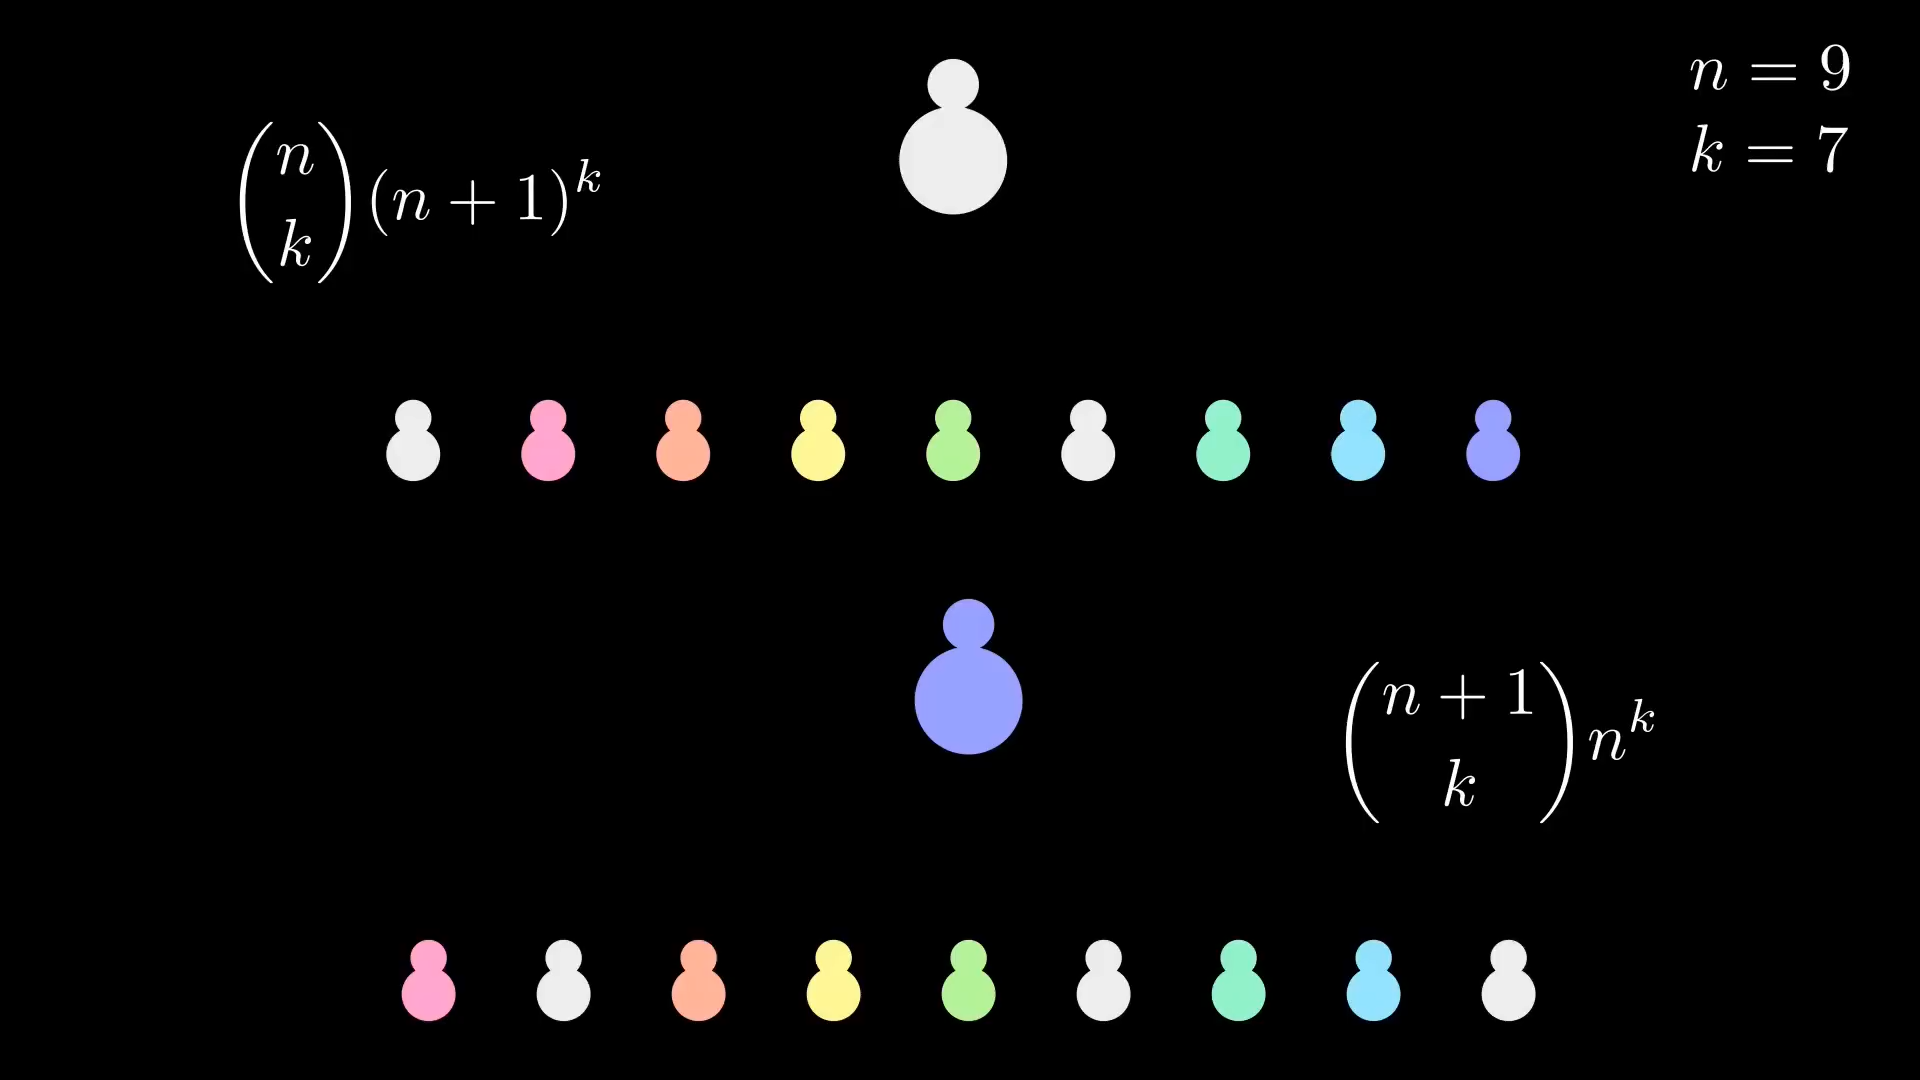 n = 9
k = 7
\binom{n}{k}(n + 1)^k
\binom{n + 1}{k}n^k